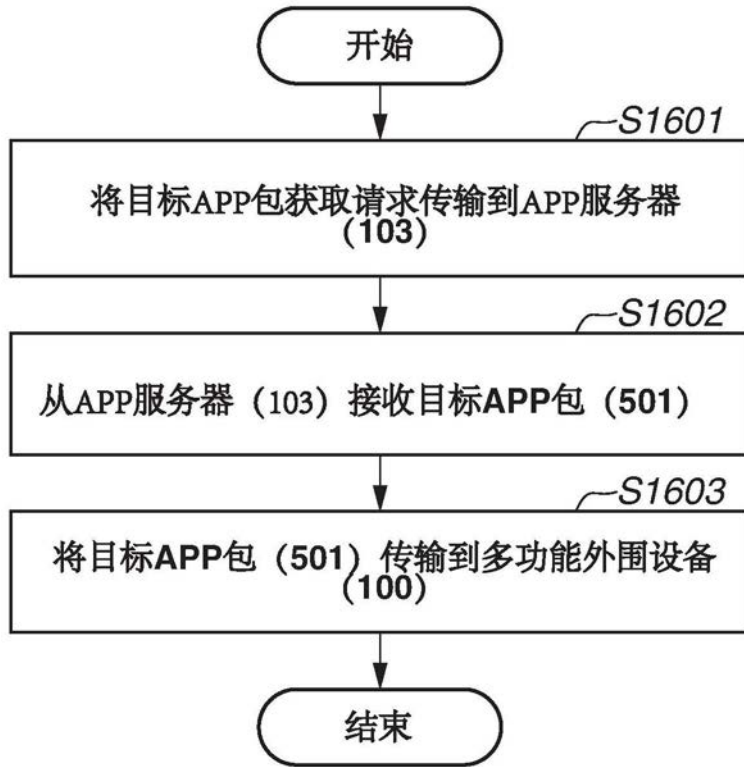 开始
S1601
将目标APP包获取请求传输到APP服务器
（103）
S1602
从APP服务器（103）接收目标APP包（501）
S1603
将目标APP包（501）传输到多功能外围设备
（100）
结束